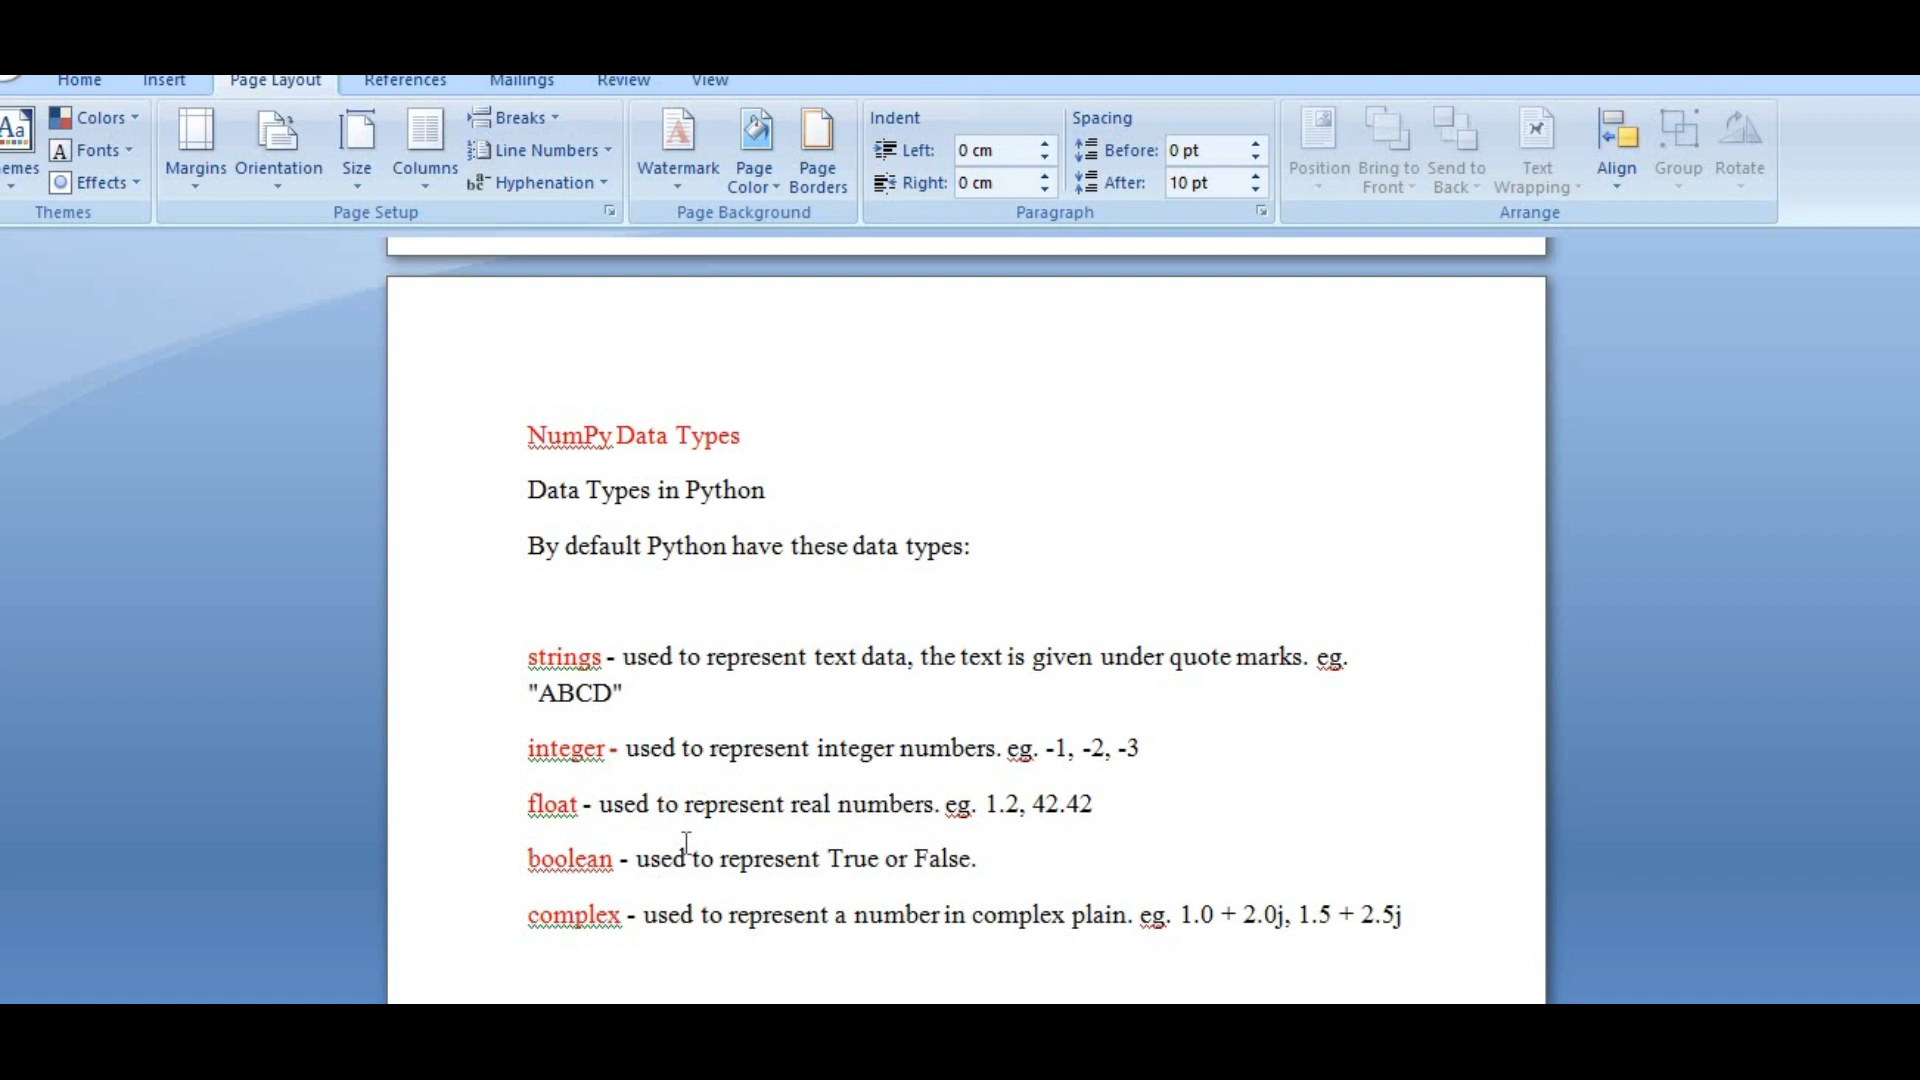 Home Insert Page Layout References Mailings Review View
Colors
Fonts
Effects
Themes
Margins Orientation Size Columns
Breaks
Line Numbers
Hyphenation
Page Setup
Watermark Page Color Page Borders
Page Background
Indent
Left: 0 cm
Right: 0 cm
Spacing
Before: 0 pt
After: 10 pt
Paragraph
Position Bring to Front Send to Back Text Wrapping Align Group Rotate
Arrange
NumPy Data Types
Data Types in Python
By default Python have these data types:
strings - used to represent text data, the text is given under quote marks. eg.
"ABCD"
integer - used to represent integer numbers. eg. -1, -2, -3
float - used to represent real numbers. eg. 1.2, 42.42
boolean - used to represent True or False.
complex - used to represent a number in complex plain. eg. 1.0 + 2.0j, 1.5 + 2.5j